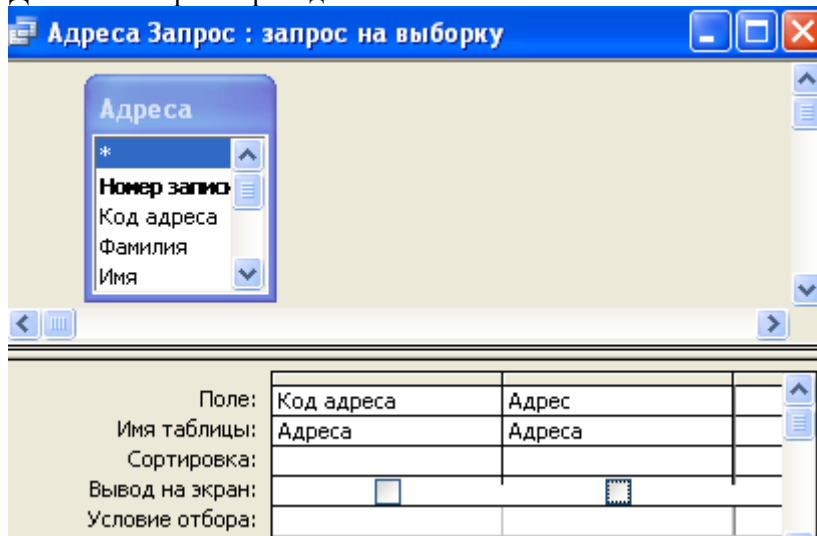 Адреса Запрос : запрос на выборку
Адреса
*
Номер записи
Код адреса
Фамилия
Имя
Поле: Код адреса Адрес
Имя таблицы: Адреса Адреса
Сортировка:
Вывод на экран:
Условие отбора: